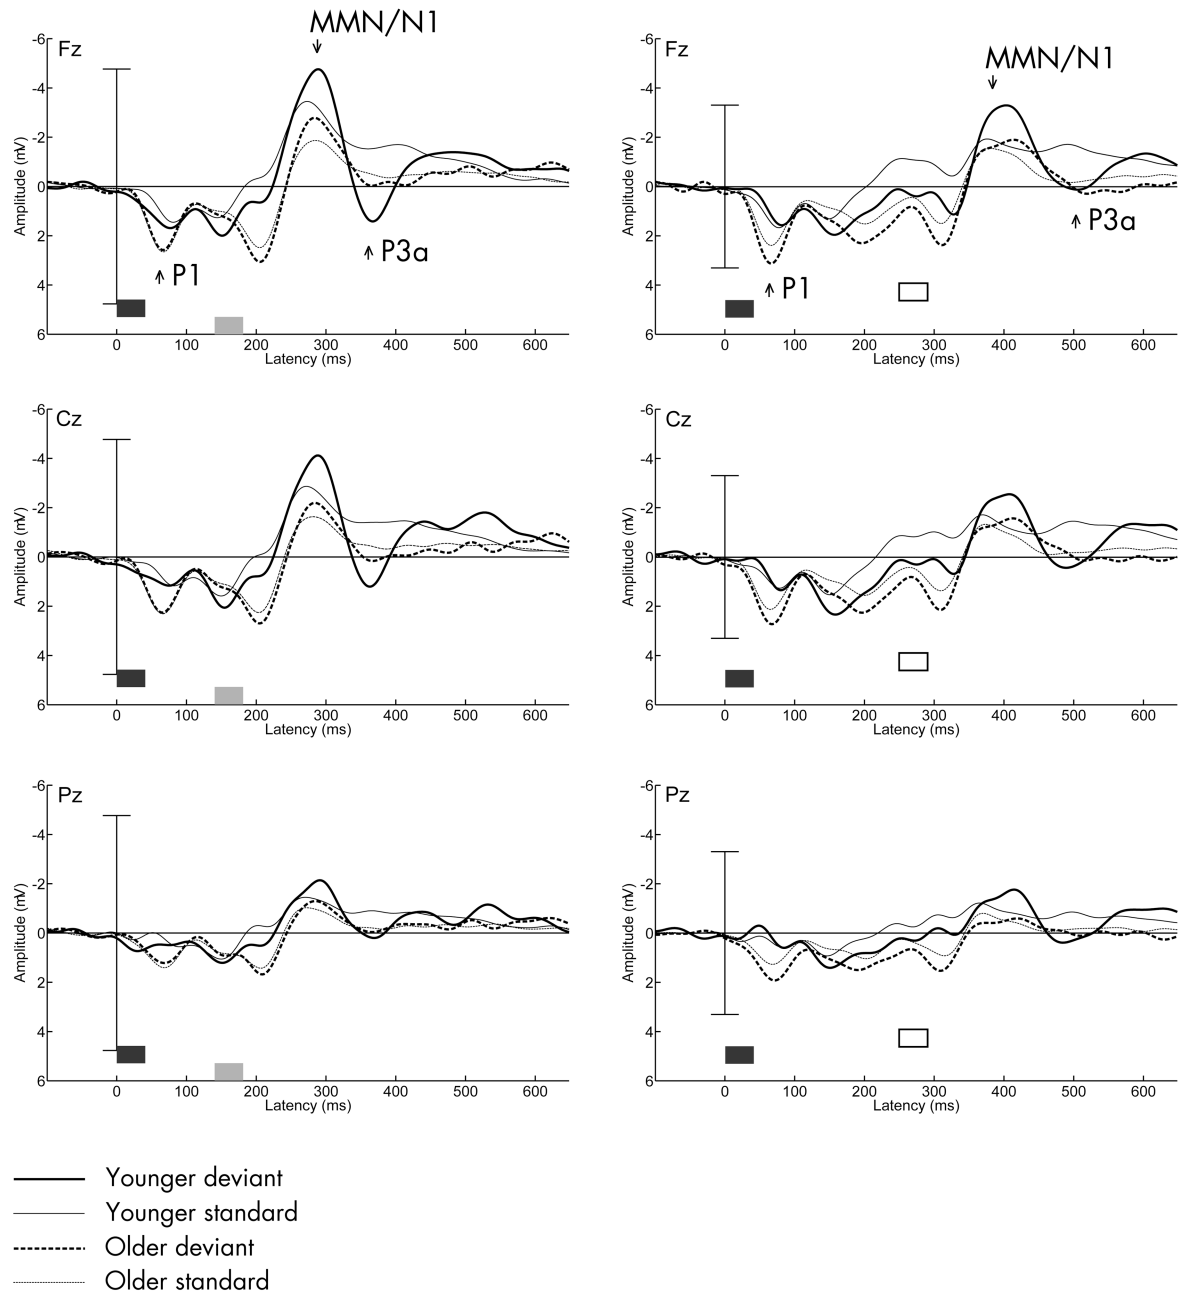 MMN/N1
-6
Fz
-4
-2
0
2
4
6
Amplitude (mV)
P1
P3a
0 100 200 300 400 500 600
Latency (ms)
MMN/N1
-6
Fz
-4
-2
0
2
4
6
Amplitude (mV)
P1
P3a
0 100 200 300 400 500 600
Latency (ms)
-6
Cz
-4
-2
0
2
4
6
Amplitude (mV)
0 100 200 300 400 500 600
Latency (ms)
-6
Cz
-4
-2
0
2
4
6
Amplitude (mV)
0 100 200 300 400 500 600
Latency (ms)
-6
Pz
-4
-2
0
2
4
6
Amplitude (mV)
0 100 200 300 400 500 600
Latency (ms)
-6
Pz
-4
-2
0
2
4
6
Amplitude (mV)
0 100 200 300 400 500 600
Latency (ms)
Younger deviant
Younger standard
Older deviant
Older standard